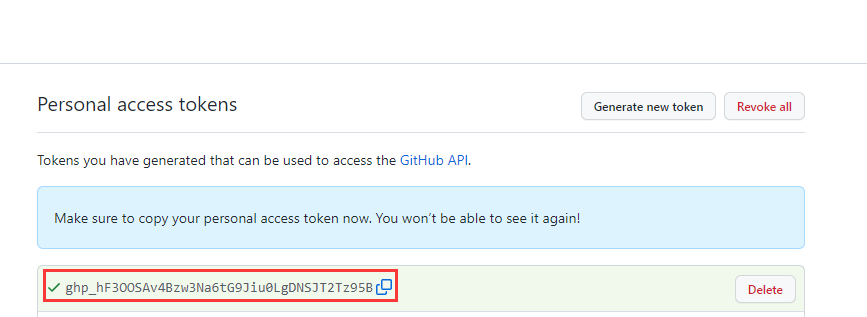 Personal access tokens
Generate new token
Revoke all
Tokens you have generated that can be used to access the GitHub API.
Make sure to copy your personal access token now. You won't be able to see it again!
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
Delete